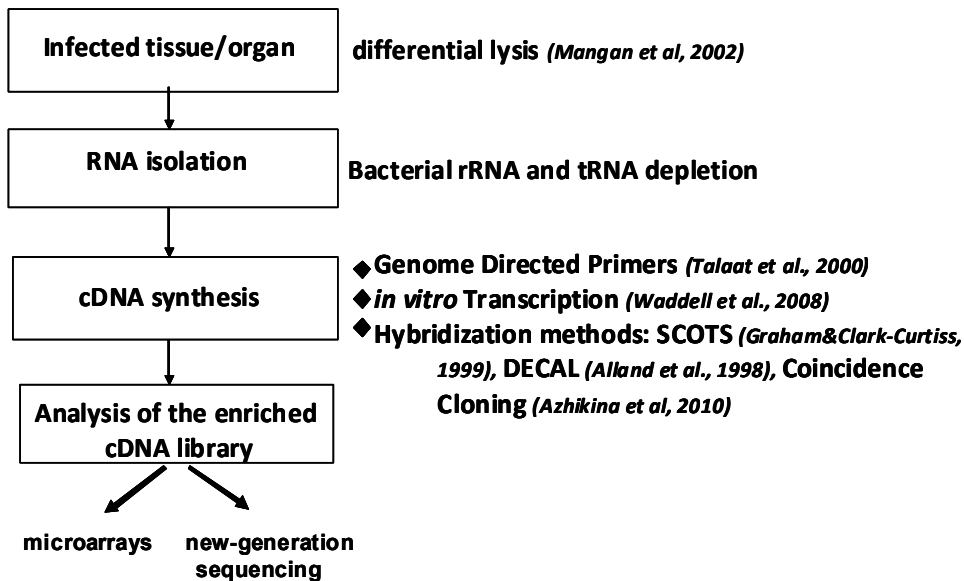 Infected tissue/organ
differential lysis (Mangan et al, 2002)
RNA isolation
Bacterial rRNA and tRNA depletion
cDNA synthesis
Genome Directed Primers (Talaat et al., 2000)
in vitro Transcription (Waddell et al., 2008)
Hybridization methods: SCOTS (Graham&Clark-Curtiss,
1999), DECAL (Alland et al., 1998), Coincidence
Cloning (Azhikina et al, 2010)
Analysis of the enriched
cDNA library
microarrays
new-generation
sequencing